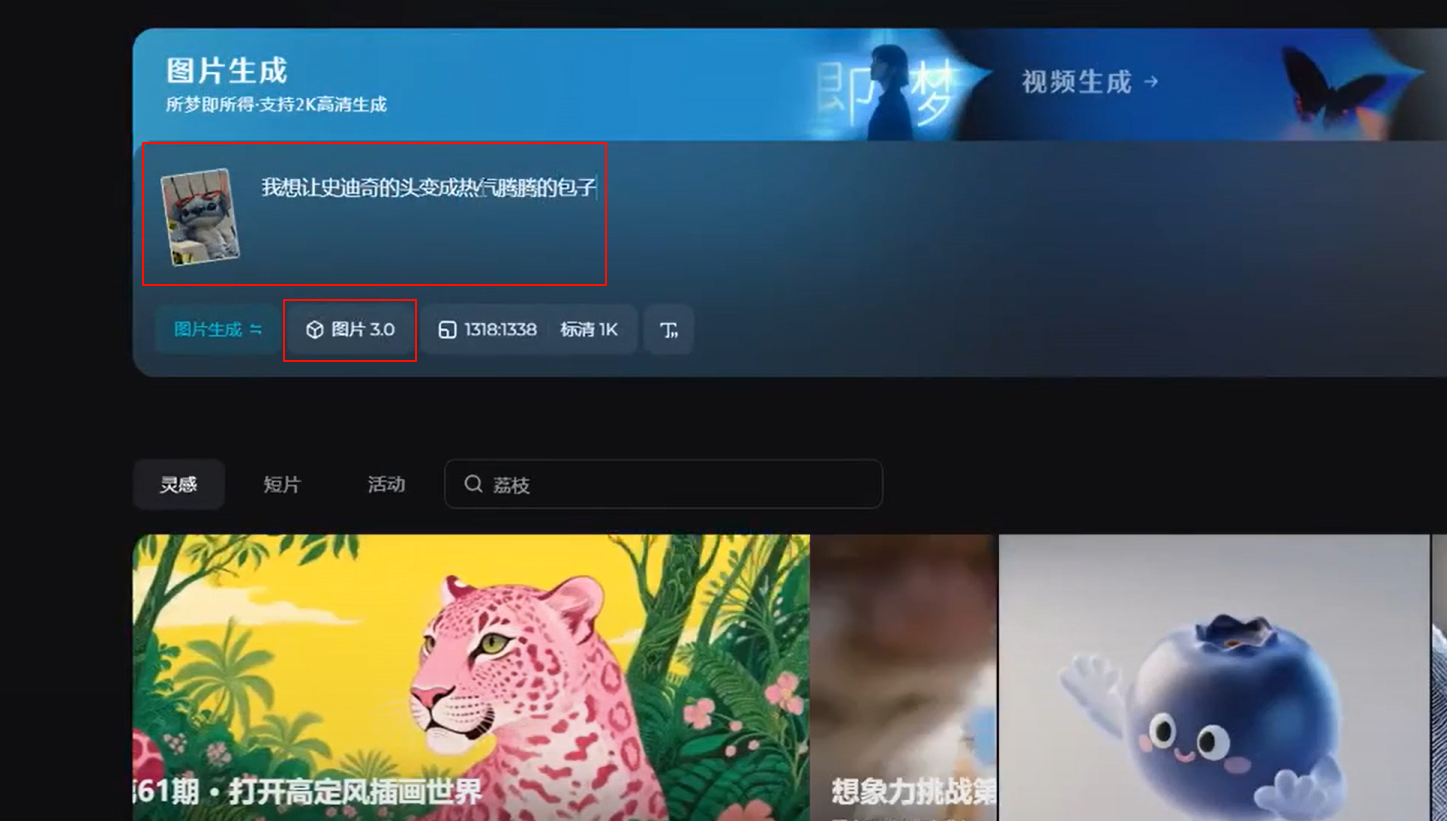 图片生成
所梦即所得·支持2K高清生成
即梦
视频生成 →
我想让史迪奇的头变成热气腾腾的包子
图片生成
图片 3.0
1318:1338 标清 1K
灵感 短片 活动 荔枝
61期 · 打开高定风插画世界
想象力挑战第